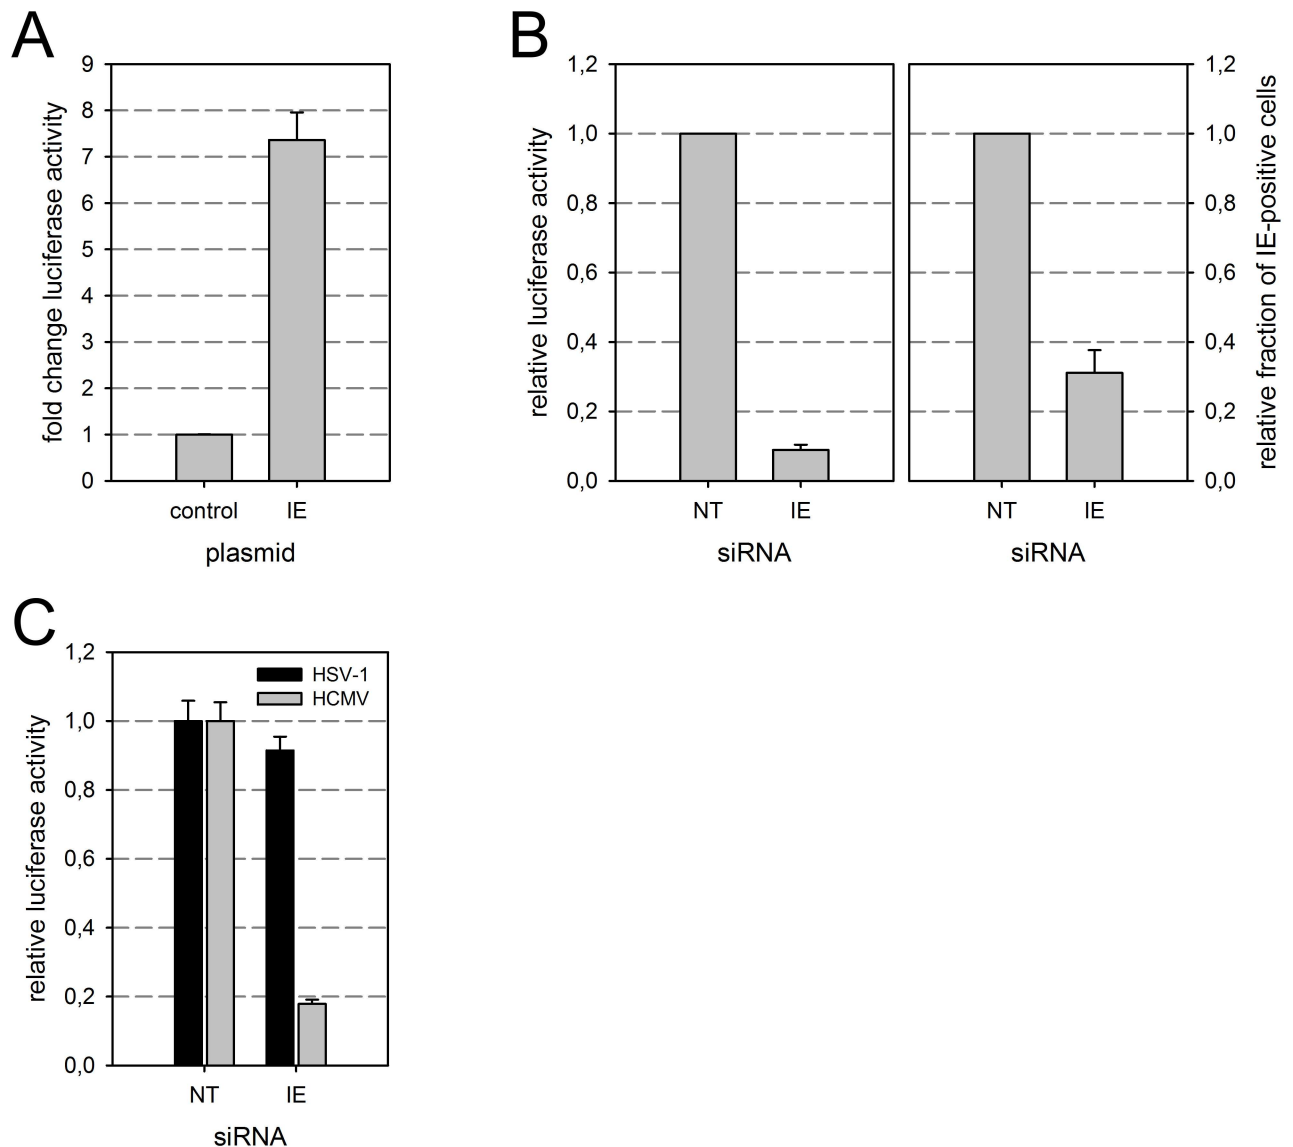 A
fold change luciferase activity
9
8
7
6
5
4
3
2
1
0
control IE
plasmid
B
relative luciferase activity
1,2
1,0
0,8
0,6
0,4
0,2
0,0
NT IE
siRNA
NT IE
siRNA
1,2
1,0
0,8
0,6
0,4
0,2
0,0
relative fraction of IE-positive cells
C
relative luciferase activity
1,2
1,0
0,8
0,6
0,4
0,2
0,0
HSV-1
HCMV
NT IE
siRNA